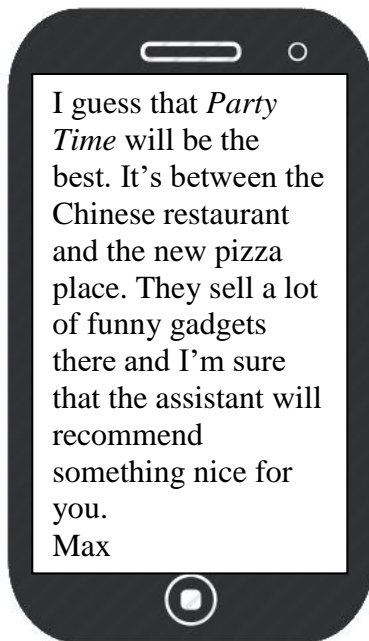 I guess that Party
Time will be the
best. It’s between the
Chinese restaurant
and the new pizza
place. They sell a lot
of funny gadgets
there and I’m sure
that the assistant will
recommend
something nice for
you.
Max